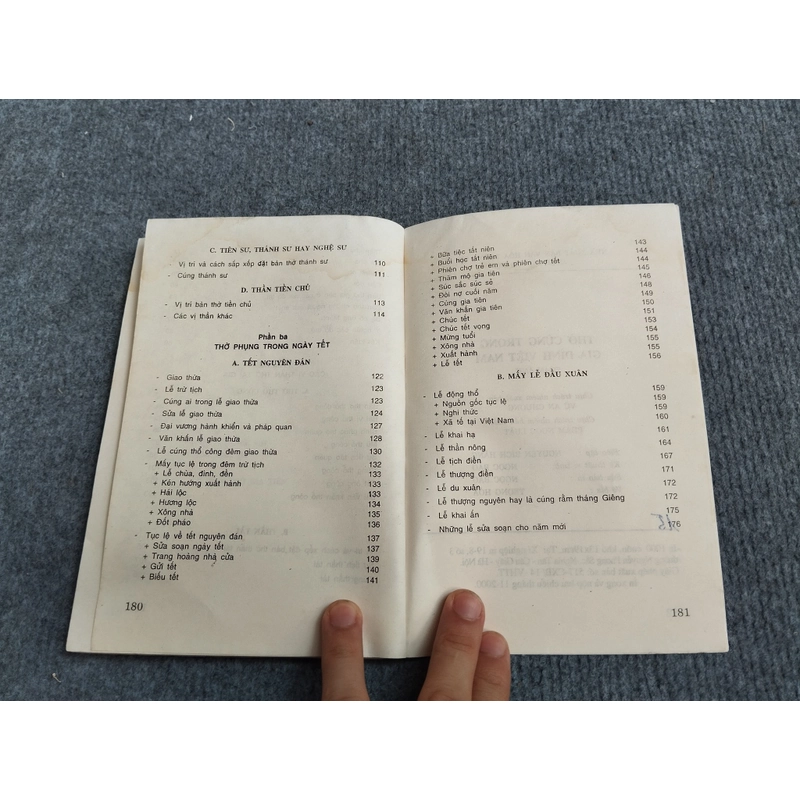 C. TIÊN SƯ, THÁNH SƯ HAY NGHỆ SƯ
- Vị trí và cách sắp xếp đặt bàn thờ thánh sư 110
- Cúng thánh sư 111
D. THẦN TIỀN CHỦ
- Vị trí bàn thờ tiền chủ 113
- Các vị thần khác 114
Phần ba
THỜ PHỤNG TRONG NGÀY TẾT
A. TẾT NGUYÊN ĐÁN
- Giao thừa 122
- Lễ trừ tịch 123
- Cúng ai trong lễ giao thừa 123
- Sửa lễ giao thừa 124
- Đại vương hành khiển và pháp quan 127
- Văn khấn lễ giao thừa 128
- Lễ cúng thổ công đêm giao thừa 130
- Mấy tục lệ trong đêm trừ tịch 132
+ Lễ chùa, đình, đền 133
+ Kén hướng xuất hành 133
+ Hái lộc 133
+ Hương lộc 134
+ Xông nhà 135
+ Đốt pháo 136
- Tục lệ về tết nguyên đán 137
+ Sửa soạn ngày tết 137
+ Trang hoàng nhà cửa 139
+ Gửi tết 140
+ Biếu tết 141
180
+ Bữa tiệc tất niên 143
+ Buổi học tất niên 144
+ Phiên chợ trẻ em và phiên chợ tết 144
+ Thăm mộ gia tiên 145
+ Súc sắc súc sẻ 146
+ Đòi nợ cuối năm 148
+ Cúng gia tiên 149
+ Văn khấn gia tiên 150
+ Chúc tết 151
+ Chúc tết vọng 153
+ Mừng tuổi 154
+ Xông nhà 155
+ Xuất hành 155
+ Lễ tết 156
B. MẤY LỄ ĐẦU XUÂN
- Lễ động thổ 159
+ Nguồn gốc tục lệ 159
+ Nghi thức 159
+ Xã tế tại Việt Nam 160
- Lễ khai hạ 161
- Lễ thần nông 164
- Lễ tịch điền 167
- Lễ thượng điền 171
- Lễ du xuân 172
- Lễ thượng nguyên hay là cúng rằm tháng Giêng 172
- Lễ khai ấn 175
- Những lễ sửa soạn cho năm mới 176
181